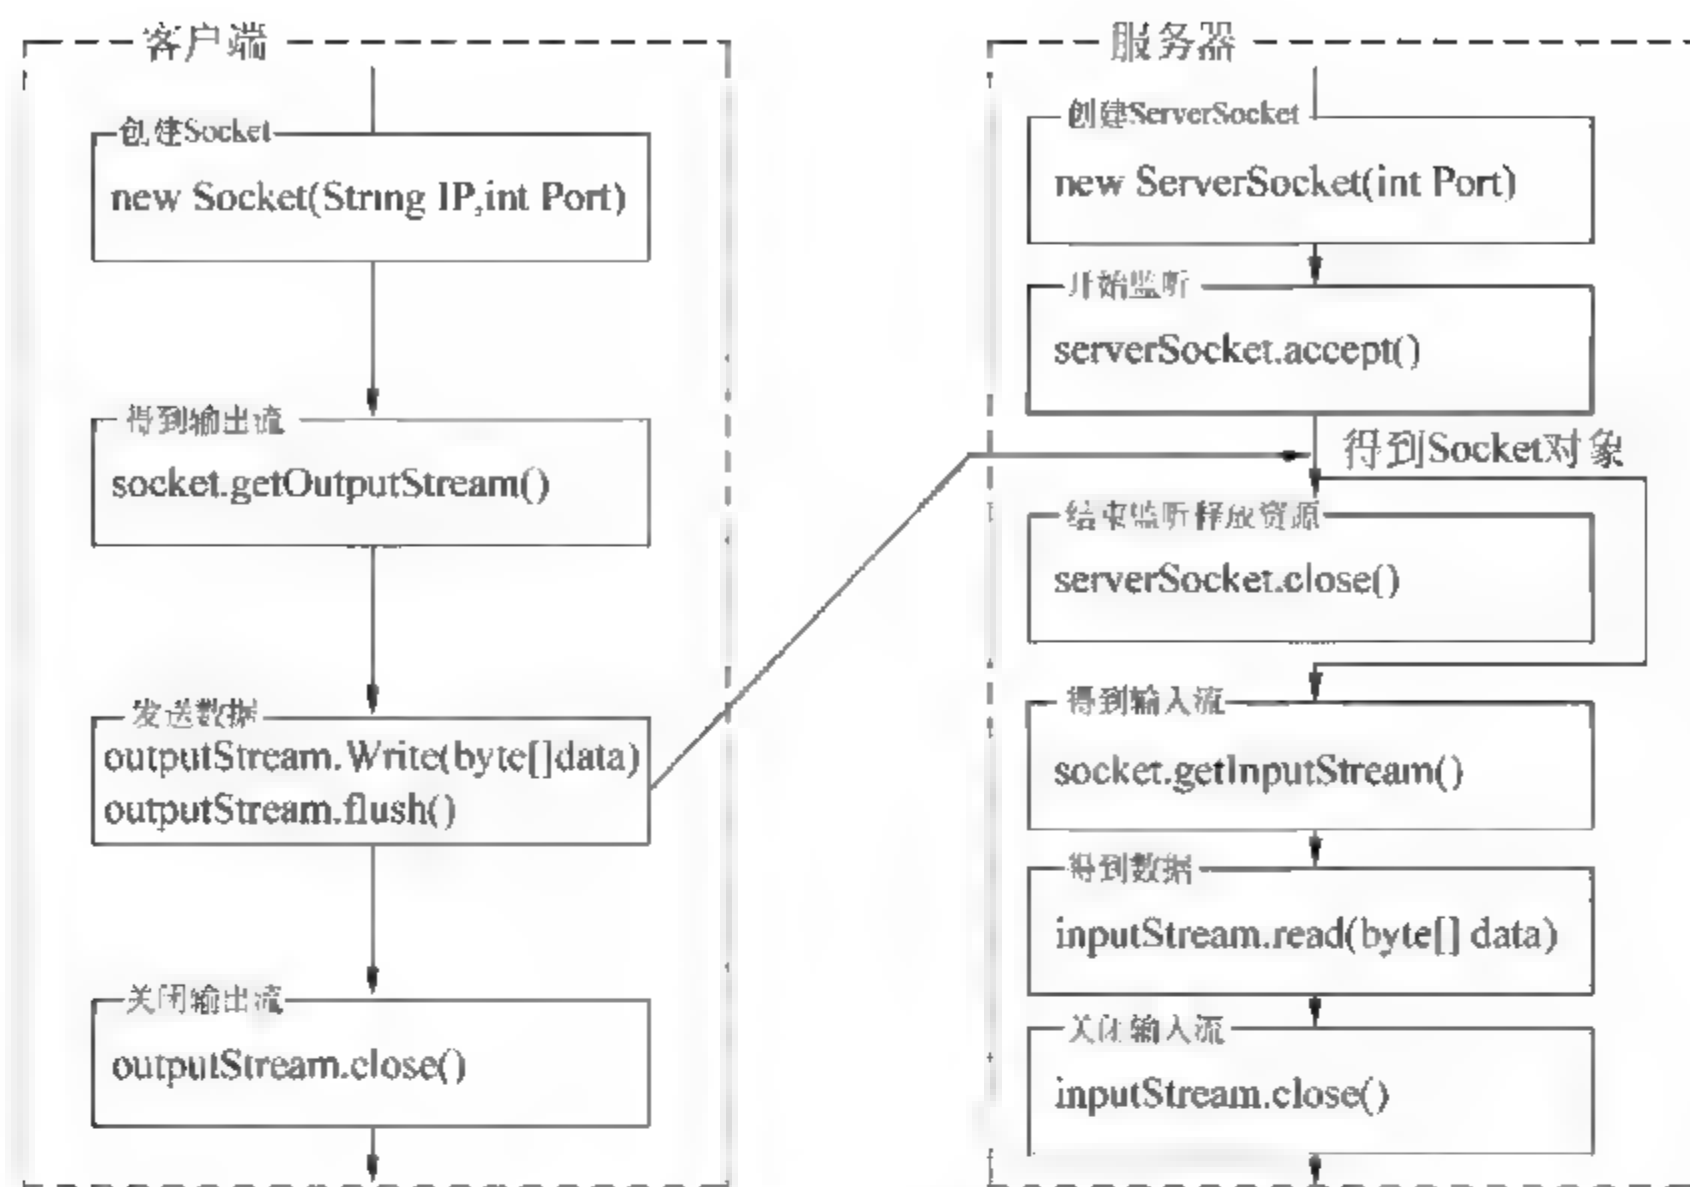 客户端
创建Socket
new Socket(String IP,int Port)
得到输出流
socket.getOutputStream()
发送数据
outputStream.Write(byte[]data)
outputStream.flush()
关闭输出流
outputStream.close()
服务器
创建ServerSocket
new ServerSocket(int Port)
开始监听
serverSocket.accept()
得到Socket对象
结束监听释放资源
serverSocket.close()
得到输入流
socket.getInputStream()
得到数据
inputStream.read(byte[] data)
关闭输入流
inputStream.close()